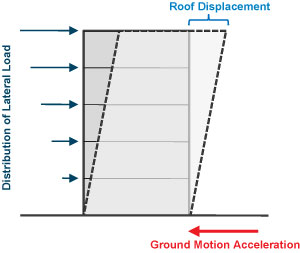 Roof Displacement
Distribution of Lateral Load
Ground Motion Acceleration